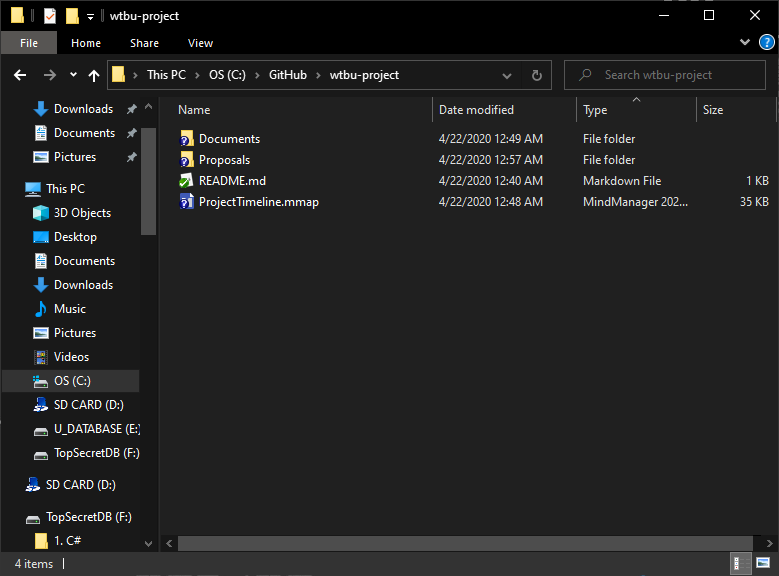 wtbu-project
File Home Share View
This PC OS (C:) GitHub wtbu-project Search wtbu-project
Name Date modified Type Size
Downloads
Documents
Pictures
This PC
3D Objects
Desktop
Documents
Downloads
Music
Pictures
Videos
OS (C:)
SD CARD (D:)
U_DATABASE (E:)
TopSecretDB (F:)
SD CARD (D:)
TopSecretDB (F:)
1. C#
Documents 4/22/2020 12:49 AM File folder
Proposals 4/22/2020 12:57 AM File folder
README.md 4/22/2020 12:40 AM Markdown File 1 KB
ProjectTimeline.mmap 4/22/2020 12:48 AM MindManager 202... 35 KB
4 items